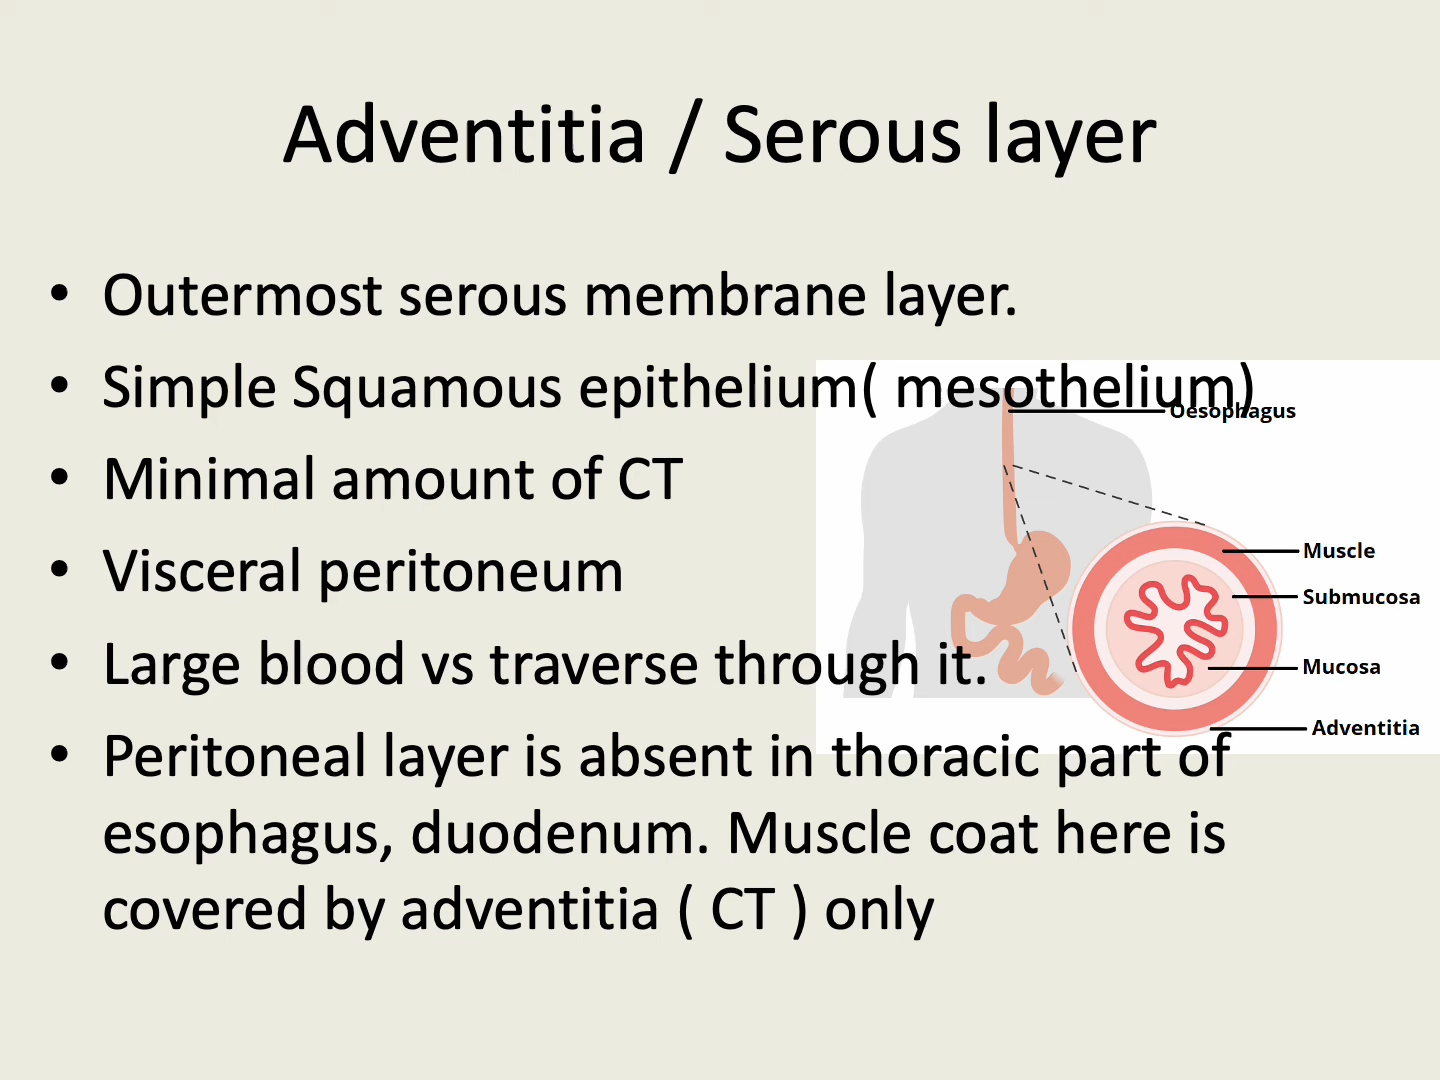 Adventitia / Serous layer
• Outermost serous membrane layer.
• Simple Squamous epithelium( mesothelium)
• Minimal amount of CT
• Visceral peritoneum
• Large blood vs traverse through it.
• Peritoneal layer is absent in thoracic part of
esophagus, duodenum. Muscle coat here is
covered by adventitia ( CT ) only
Oesophagus
Muscle
Submucosa
Mucosa
Adventitia